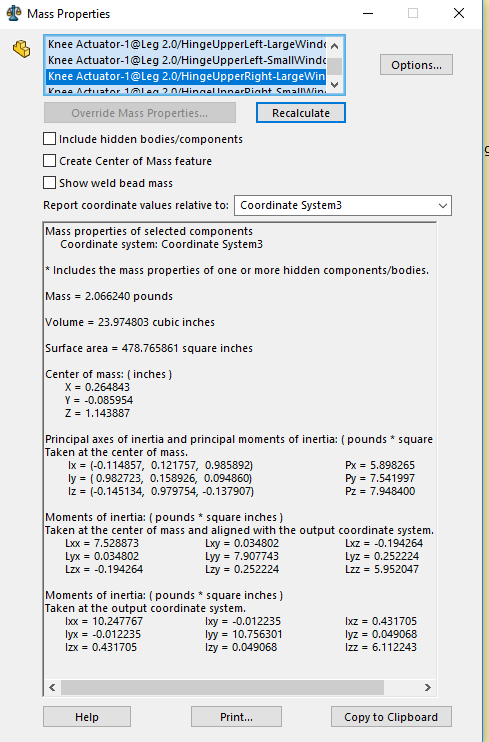 Mass Properties
Knee Actuator-1@Leg 2.0/HingeUpperLeft-LargeWindo
Knee Actuator-1@Leg 2.0/HingeUpperLeft-SmallWindo
Knee Actuator-1@Leg 2.0/HingeUpperRight-LargeWin
Knee Actuator-1@Leg 2.0/HingeUpperRight-SmallWin
Options...
Override Mass Properties... Recalculate
Include hidden bodies/components
Create Center of Mass feature
Show weld bead mass
Report coordinate values relative to: Coordinate System3
Mass properties of selected components
Coordinate system: Coordinate System3
* Includes the mass properties of one or more hidden components/bodies.
Mass = 2.066240 pounds
Volume = 23.974803 cubic inches
Surface area = 478.765861 square inches
Center of mass: ( inches )
X = 0.264843
Y = -0.085954
Z = 1.143887
Principal axes of inertia and principal moments of inertia: ( pounds * square
Taken at the center of mass.
Ix = (-0.114857, 0.121757, 0.985892) Px = 5.898265
Iy = ( 0.982723, 0.158926, 0.094860) Py = 7.541997
Iz = (-0.145134, 0.979754, -0.137907) Pz = 7.948400
Moments of inertia: ( pounds * square inches )
Taken at the center of mass and aligned with the output coordinate system.
Lxx = 7.528873 Lxy = 0.034802 Lxz = -0.194264
Lyx = 0.034802 Lyy = 7.907743 Lyz = 0.252224
Lzx = -0.194264 Lzy = 0.252224 Lzz = 5.952047
Moments of inertia: ( pounds * square inches )
Taken at the output coordinate system.
Ixx = 10.247767 Ixy = -0.012235 Ixz = 0.431705
Iyx = -0.012235 Iyy = 10.756301 Iyz = 0.049068
Izx = 0.431705 Izy = 0.049068 Izz = 6.112243
Help Print... Copy to Clipboard